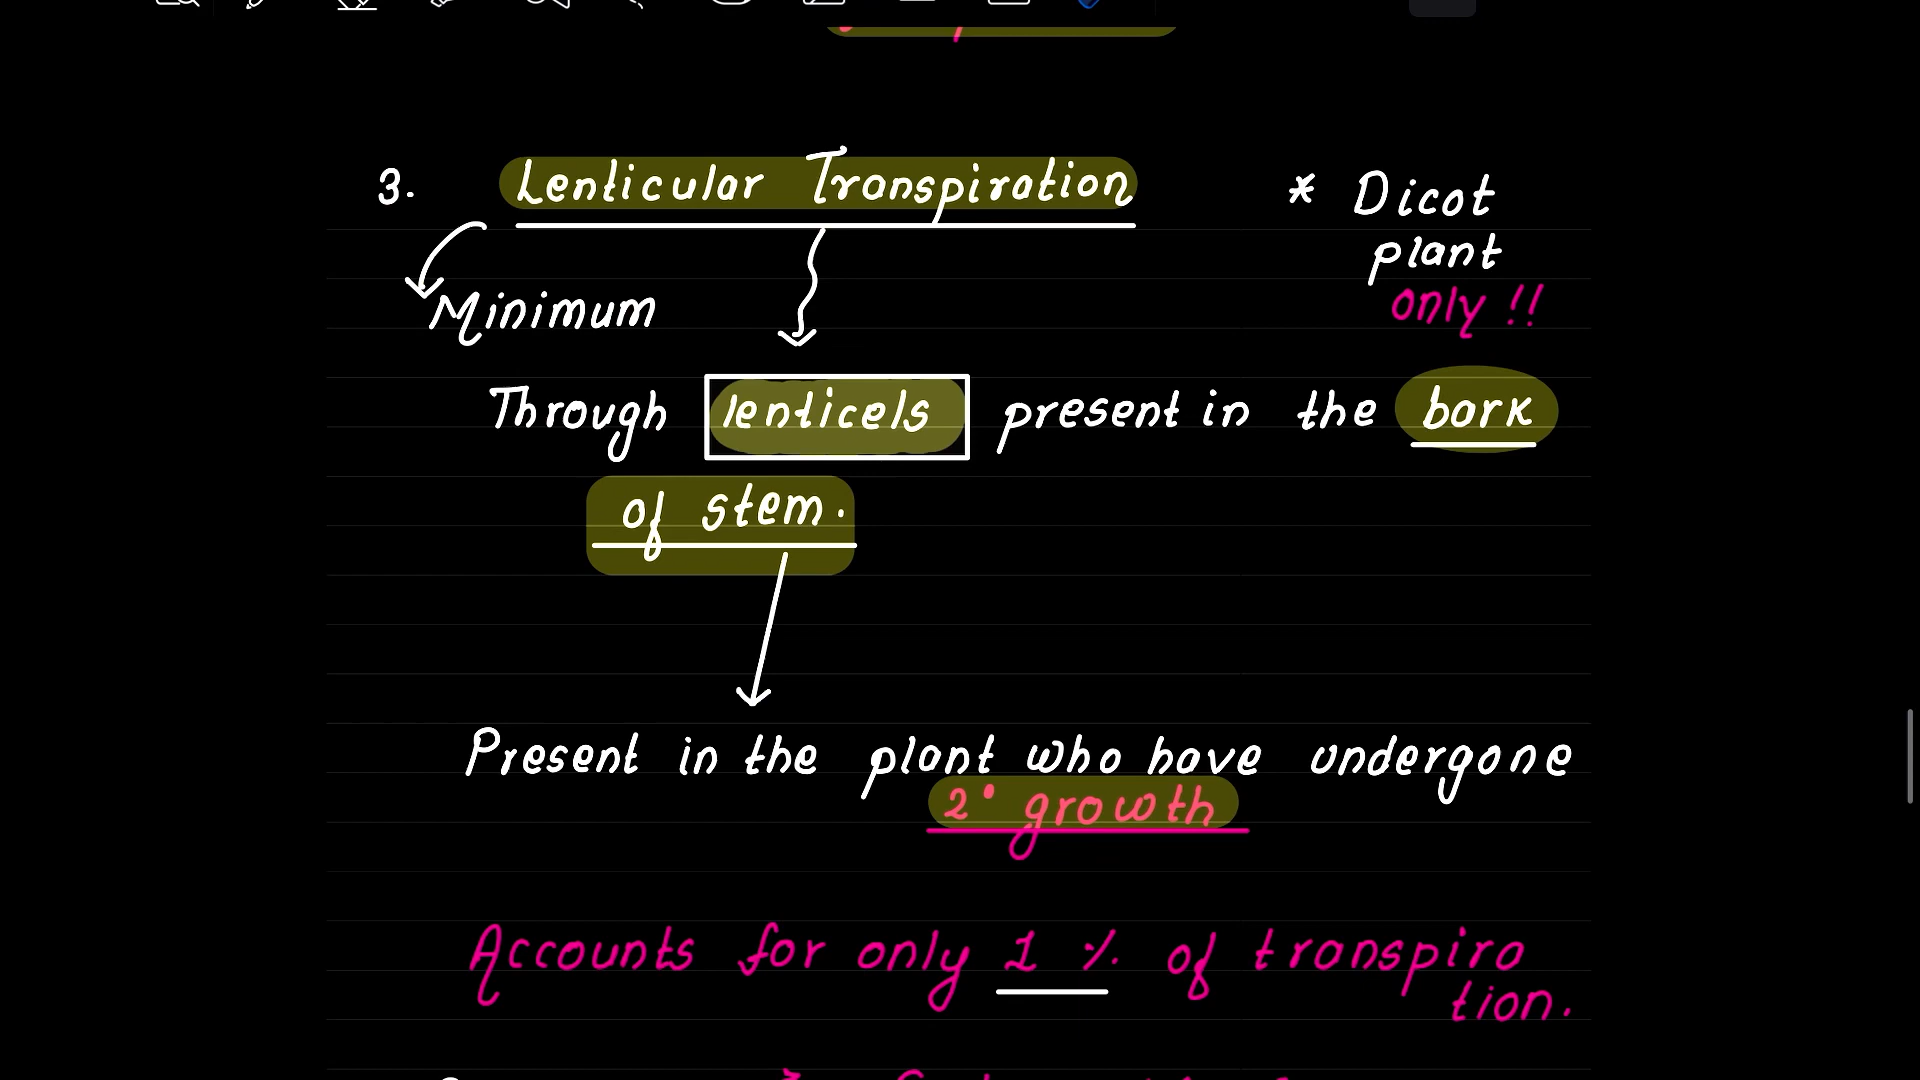 3. Lenticular Transpiration * Dicot
plant
only !!
Minimum
Through lenticels present in the bark
of stem.
Present in the plant who have undergone
2° growth
Accounts for only 1 % of transpira
tion.